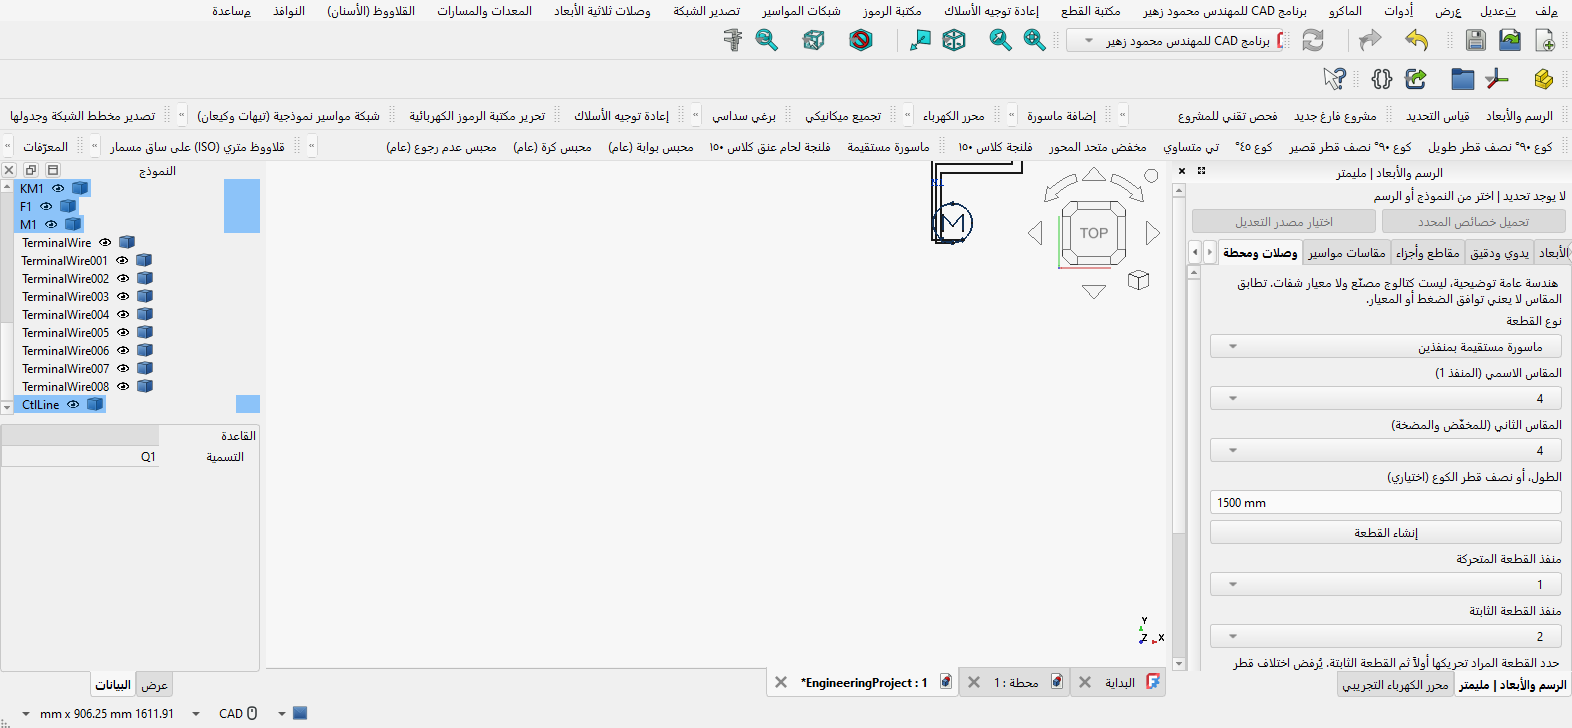 ملف تعديل عرض أدوات الماكرو برنامج CAD للمهندس محمود زهير مكتبة القطع إعادة توجيه الأسلاك مكتبة الرموز شبكات المواسير تصدير الشبكة وصلات ثلاثية الأبعاد المعدات والمسارات القلاووظ (الأسنان) النوافذ مساعدة
برنامج CAD للمهندس محمود زهير
الرسم والأبعاد قياس التحديد مشروع فارغ جديد فحص تقني للمشروع » إضافة ماسورة » محرر الكهرباء » تجميع ميكانيكي برغي سداسي » إعادة توجيه الأسلاك تحرير مكتبة الرموز الكهربائية شبكة مواسير نموذجية (تيهات وكيعان) » تصدير مخطط الشبكة وجدولها
كوع ٩٠° نصف قطر طويل كوع ٩٠° نصف قطر قصير كوع ٤٥° تي متساوي مخفض متحد المحور فلنجة كلاس ١٥٠ ماسورة مستقيمة فلنجة لحام عنق كلاس ١٥٠ محبس بوابة (عام) محبس كرة (عام) محبس عدم رجوع (عام) » قلاووظ متري (ISO) على ساق مسمار » المعرّفات »
الرسم والأبعاد | مليمتر
لا يوجد تحديد | اختر من النموذج أو الرسم
تحميل خصائص المحدد اختيار مصدر التعديل
الأبعاد يدوي ودقيق مقاطع وأجزاء مقاسات مواسير وصلات ومحطة
هندسة عامة توضيحية، ليست كتالوج مصنّع ولا معيار شفات. تطابق
المقاس لا يعني توافق الضغط أو المعيار.
نوع القطعة
ماسورة مستقيمة بمنفذين
المقاس الاسمي (المنفذ 1)
4
المقاس الثاني (للمخفّض والمضخة)
4
الطول، أو نصف قطر الكوع (اختياري)
1500 mm
إنشاء القطعة
منفذ القطعة المتحركة
1
منفذ القطعة الثابتة
2
حدد القطعة المراد تحريكها أولاً ثم القطعة الثابتة. يُرفض اختلاف قطر
الرسم والأبعاد | مليمتر محرر الكهرباء التجريبي
M
TOP
Y
Z X
النموذج
KM1
F1
M1
TerminalWire
TerminalWire001
TerminalWire002
TerminalWire003
TerminalWire004
TerminalWire005
TerminalWire006
TerminalWire007
TerminalWire008
CtlLine
القاعدة
التسمية Q1
عرض البيانات
البداية محطة : 1 EngineeringProject : 1*
CAD
mm x 906.25 mm 1611.91